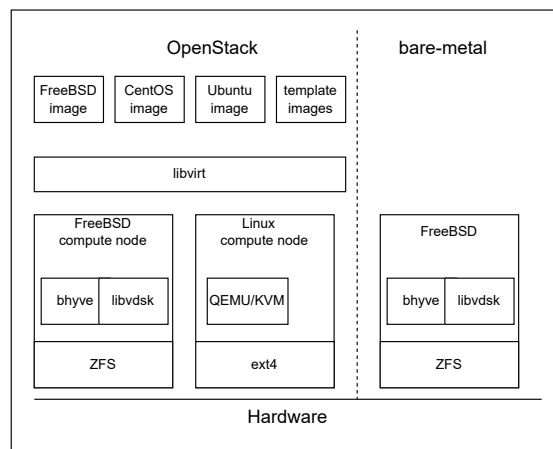 OpenStack
bare-metal
FreeBSD
image
CentOS
image
Ubuntu
image
template
images
libvirt
FreeBSD
compute node
bhyve
libvdsk
ZFS
Linux
compute node
QEMU/KVM
ext4
FreeBSD
bhyve
libvdsk
ZFS
Hardware